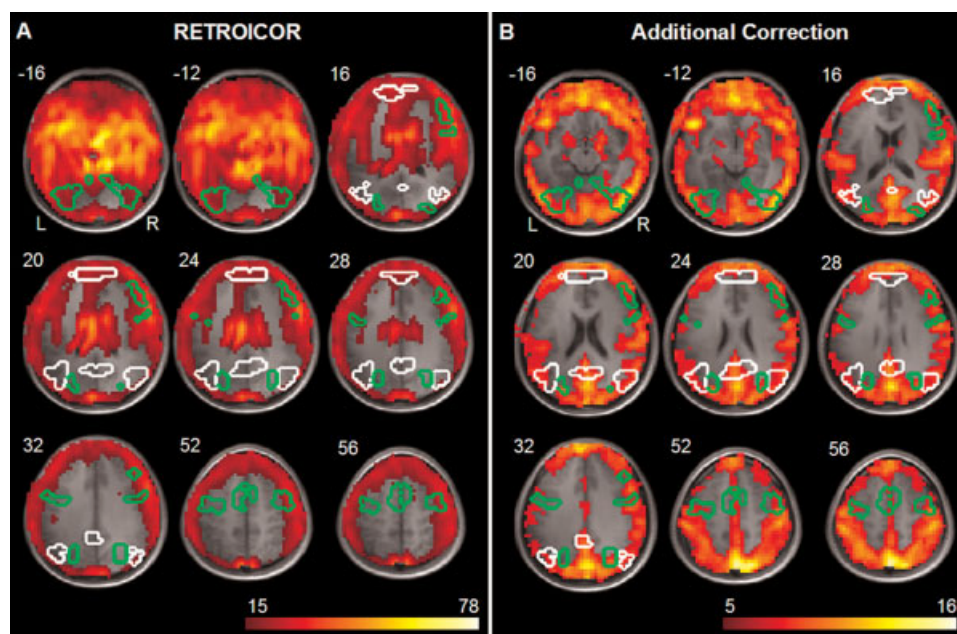 A RETROICOR
-16 -12 16
L R
20 24 28
32 52 56
15 78
B Additional Correction
-16 -12 16
L R
20 24 28
32 52 56
5 16